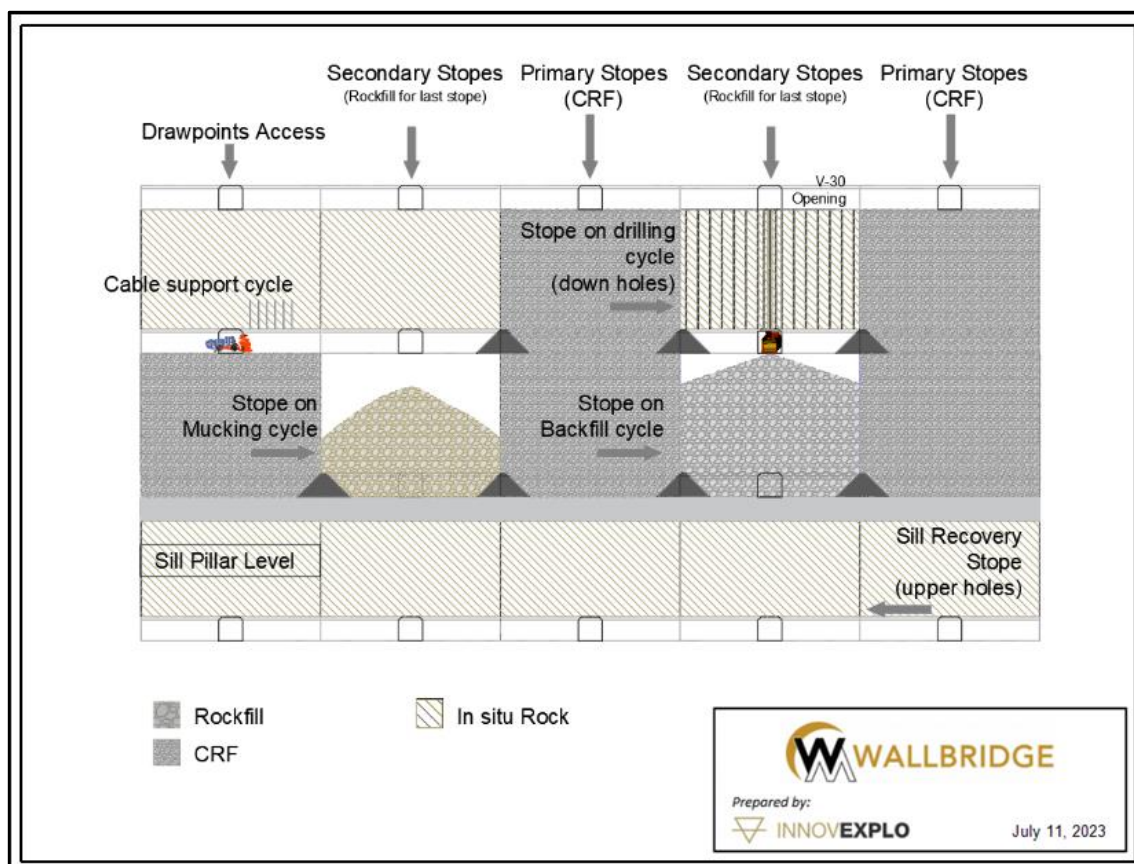 Secondary Stopes
(Rockfill for last stope)
Primary Stopes
(CRF)
Secondary Stopes
(Rockfill for last stope)
Primary Stopes
(CRF)
Drawpoints Access
V-30
Opening
Stope on drilling
cycle
(down holes)
Cable support cycle
Stope on
Mucking cycle
Stope on
Backfill cycle
Sill Pillar Level
Sill Recovery
Stope
(upper holes)
Rockfill
In situ Rock
CRF
WALLBRIDGE
Prepared by:
INNOVEXPLO
July 11, 2023